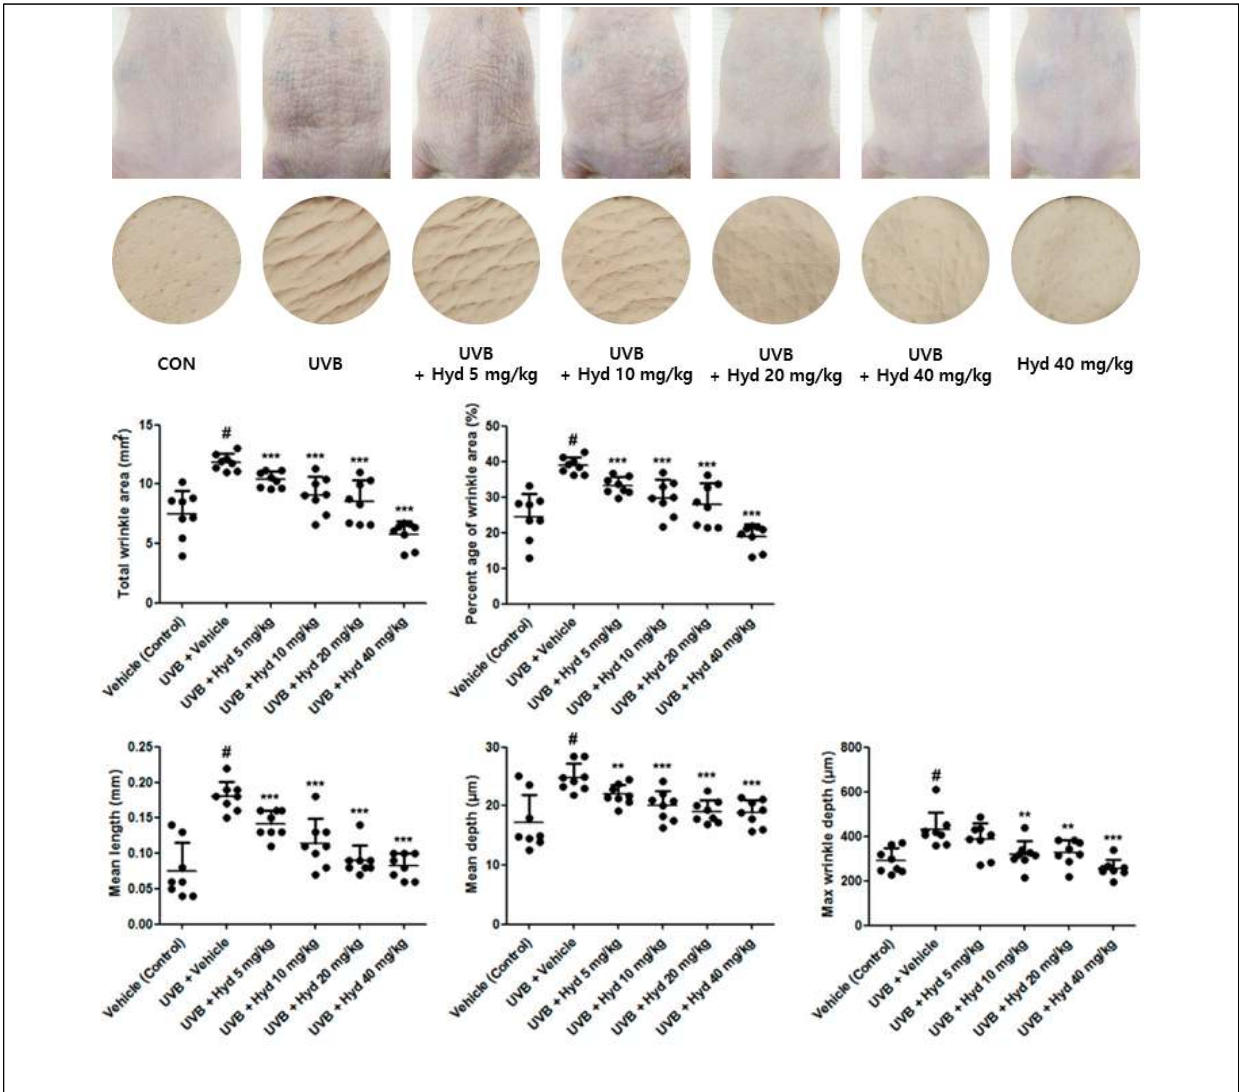 CON
UVB
UVB
+ Hyd 5 mg/kg
UVB
+ Hyd 10 mg/kg
UVB
+ Hyd 20 mg/kg
UVB
+ Hyd 40 mg/kg
Hyd 40 mg/kg
Total wrinkle area (mm²)
15
10
5
0
#
***
***
***
***
Vehicle (Control)
UVB + Vehicle
UVB + Hyd 5 mg/kg
UVB + Hyd 10 mg/kg
UVB + Hyd 20 mg/kg
UVB + Hyd 40 mg/kg
Percent age of wrinkle area (%)
50
40
30
20
10
0
#
***
***
***
***
Vehicle (Control)
UVB + Vehicle
UVB + Hyd 5 mg/kg
UVB + Hyd 10 mg/kg
UVB + Hyd 20 mg/kg
UVB + Hyd 40 mg/kg
Mean length (mm)
0.25
0.20
0.15
0.10
0.05
0.00
#
***
***
***
***
Vehicle (Control)
UVB + Vehicle
UVB + Hyd 5 mg/kg
UVB + Hyd 10 mg/kg
UVB + Hyd 20 mg/kg
UVB + Hyd 40 mg/kg
Mean depth (μm)
30
20
10
0
#
**
***
***
***
Vehicle (Control)
UVB + Vehicle
UVB + Hyd 5 mg/kg
UVB + Hyd 10 mg/kg
UVB + Hyd 20 mg/kg
UVB + Hyd 40 mg/kg
Max wrinkle depth (μm)
800
600
400
200
0
#
**
**
***
Vehicle (Control)
UVB + Vehicle
UVB + Hyd 5 mg/kg
UVB + Hyd 10 mg/kg
UVB + Hyd 20 mg/kg
UVB + Hyd 40 mg/kg